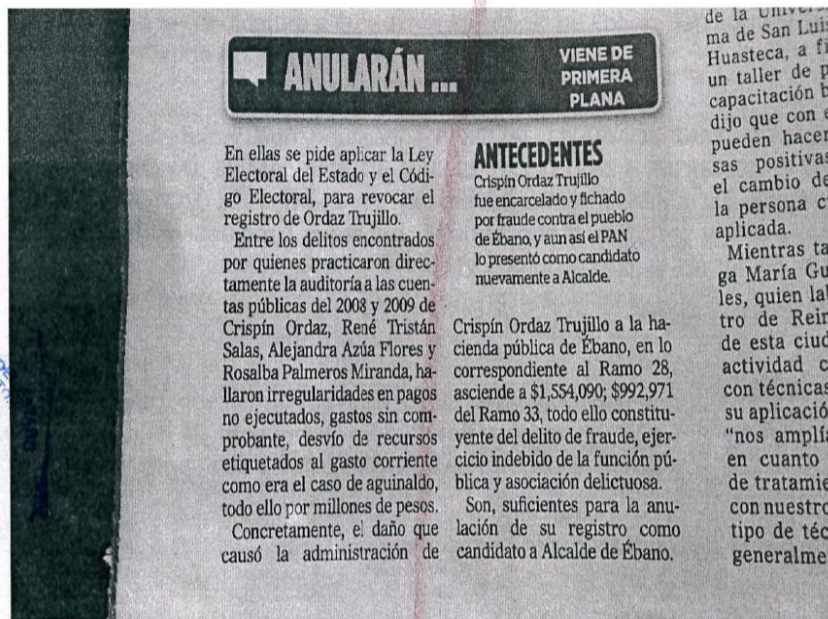 ANULARÁN...
VIENE DE
PRIMERA
PLANA
En ellas se pide aplicar la Ley
Electoral del Estado y el Códi-
go Electoral, para revocar el
registro de Ordaz Trujillo.
Entre los delitos encontrados
por quienes practicaron direc-
tamente la auditoría a las cuen-
tas públicas del 2008 y 2009 de
Crispín Ordaz, René Tristán
Salas, Alejandra Azúa Flores y
Rosalba Palmeros Miranda, ha-
llaron irregularidades en pagos
no ejecutados, gastos sin com-
probante, desvío de recursos
etiquetados al gasto corriente
como era el caso de aguinaldo,
todo ello por millones de pesos.
Concretamente, el daño que
causó la administración de
ANTECEDENTES
Crispín Ordaz Trujillo
fue encarcelado y fichado
por fraude contra el pueblo
de Ébano, y aun así el PAN
lo presentó como candidato
nuevamente a Alcalde.
Crispín Ordaz Trujillo a la ha-
cienda pública de Ébano, en lo
correspondiente al Ramo 28,
asciende a $1,554,090; $992,971
del Ramo 33, todo ello constitu-
yente del delito de fraude, ejer-
cicio indebido de la función pú-
blica y asociación delictuosa.
Son, suficientes para la anu-
lación de su registro como
candidato a Alcalde de Ébano.
de la
ma de San Luis
Huasteca, a
un taller de
capacitación
dijo que con
pueden hacer
sas positivas
el cambio de
la persona
aplicada.
Mientras
ga María
les, quien
tro de
de esta
actividad
con técnicas
su aplicación
"nos
en cuanto
de
con nuestro
tipo de